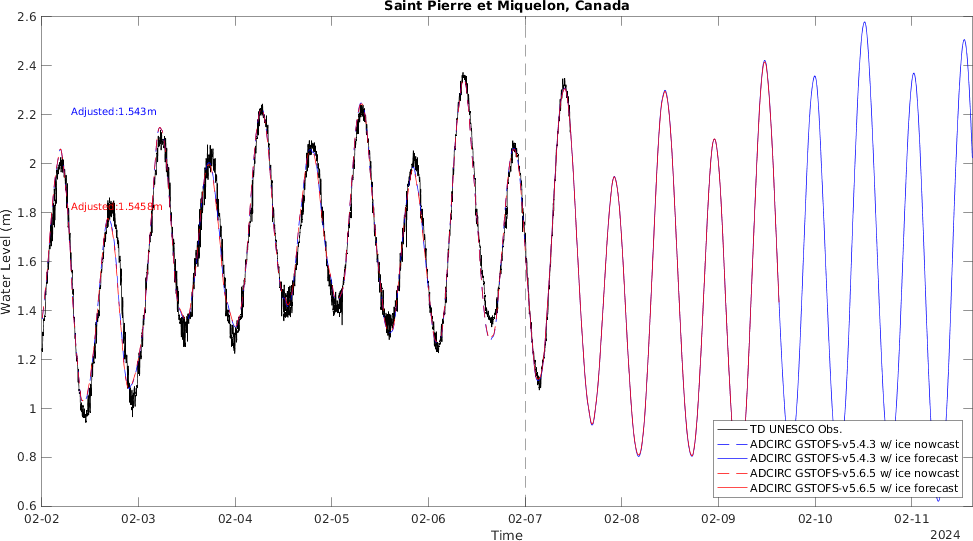 Saint Pierre et Miquelon, Canada
2.6
2.4
2.2
2
1.8
1.6
1.4
1.2
1
0.8
0.6
Water Level (m)
Adjusted:1.543m
Adjusted:1.5458m
TD UNESCO Obs.
ADCIRC GSTOFS-v5.4.3 w/ ice nowcast
ADCIRC GSTOFS-v5.4.3 w/ ice forecast
ADCIRC GSTOFS-v5.6.5 w/ ice nowcast
ADCIRC GSTOFS-v5.6.5 w/ ice forecast
02-02 02-03 02-04 02-05 02-06 02-07 02-08 02-09 02-10 02-11
Time
2024